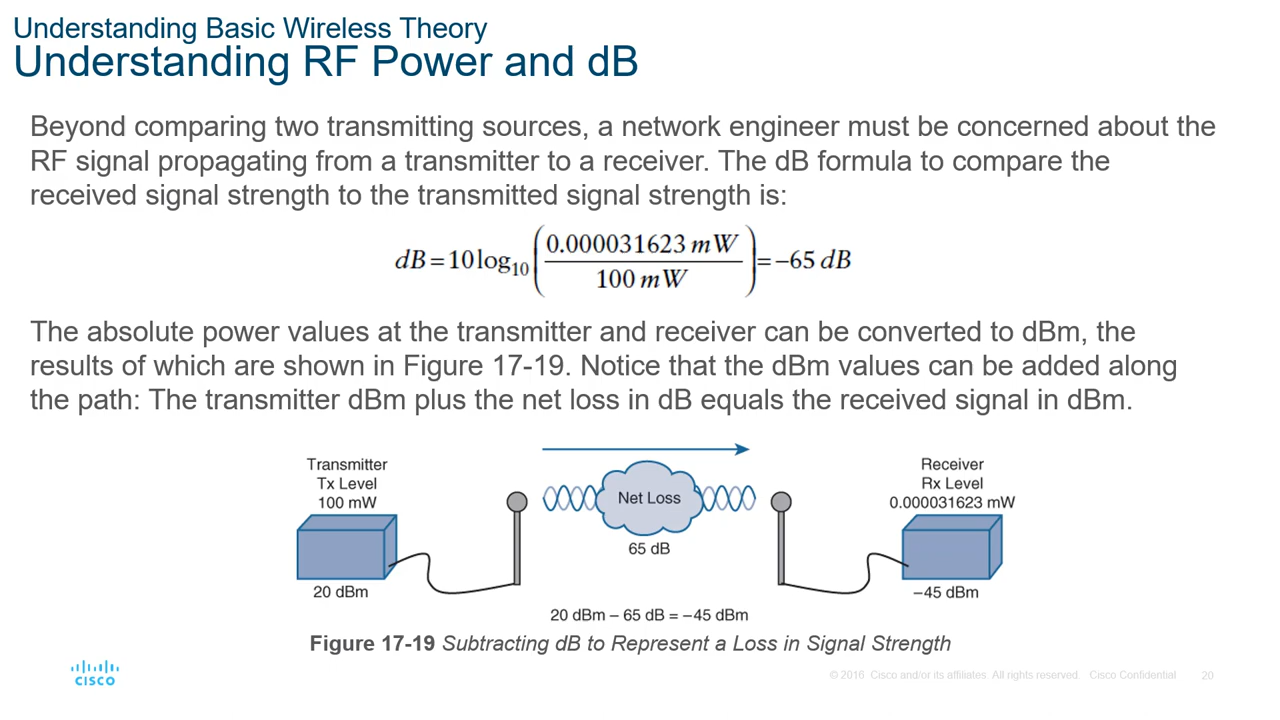 Understanding Basic Wireless Theory
Understanding RF Power and dB
Beyond comparing two transmitting sources, a network engineer must be concerned about the
RF signal propagating from a transmitter to a receiver. The dB formula to compare the
received signal strength to the transmitted signal strength is:
dB = 10log₁₀(0.000031623 mW / 100 mW) = −65 dB
The absolute power values at the transmitter and receiver can be converted to dBm, the
results of which are shown in Figure 17-19. Notice that the dBm values can be added along
the path: The transmitter dBm plus the net loss in dB equals the received signal in dBm.
Transmitter
Tx Level
100 mW
20 dBm
Net Loss
65 dB
20 dBm – 65 dB = −45 dBm
Receiver
Rx Level
0.000031623 mW
−45 dBm
Figure 17-19 Subtracting dB to Represent a Loss in Signal Strength
CISCO
© 2016 Cisco and/or its affiliates. All rights reserved. Cisco Confidential
20